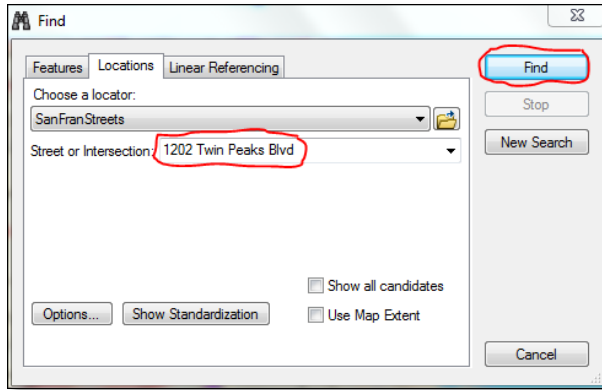 Find
Features Locations Linear Referencing
Find
Choose a locator:
Stop
SanFranStreets
Street or Intersection: 1202 Twin Peaks Blvd
New Search
Show all candidates
Options... Show Standardization
Use Map Extent
Cancel